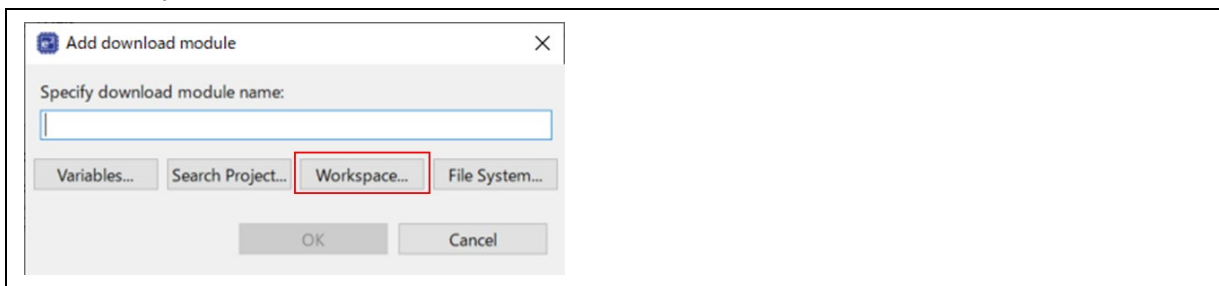 Add download module
Specify download module name:
Variables... Search Project... Workspace... File System...
OK Cancel